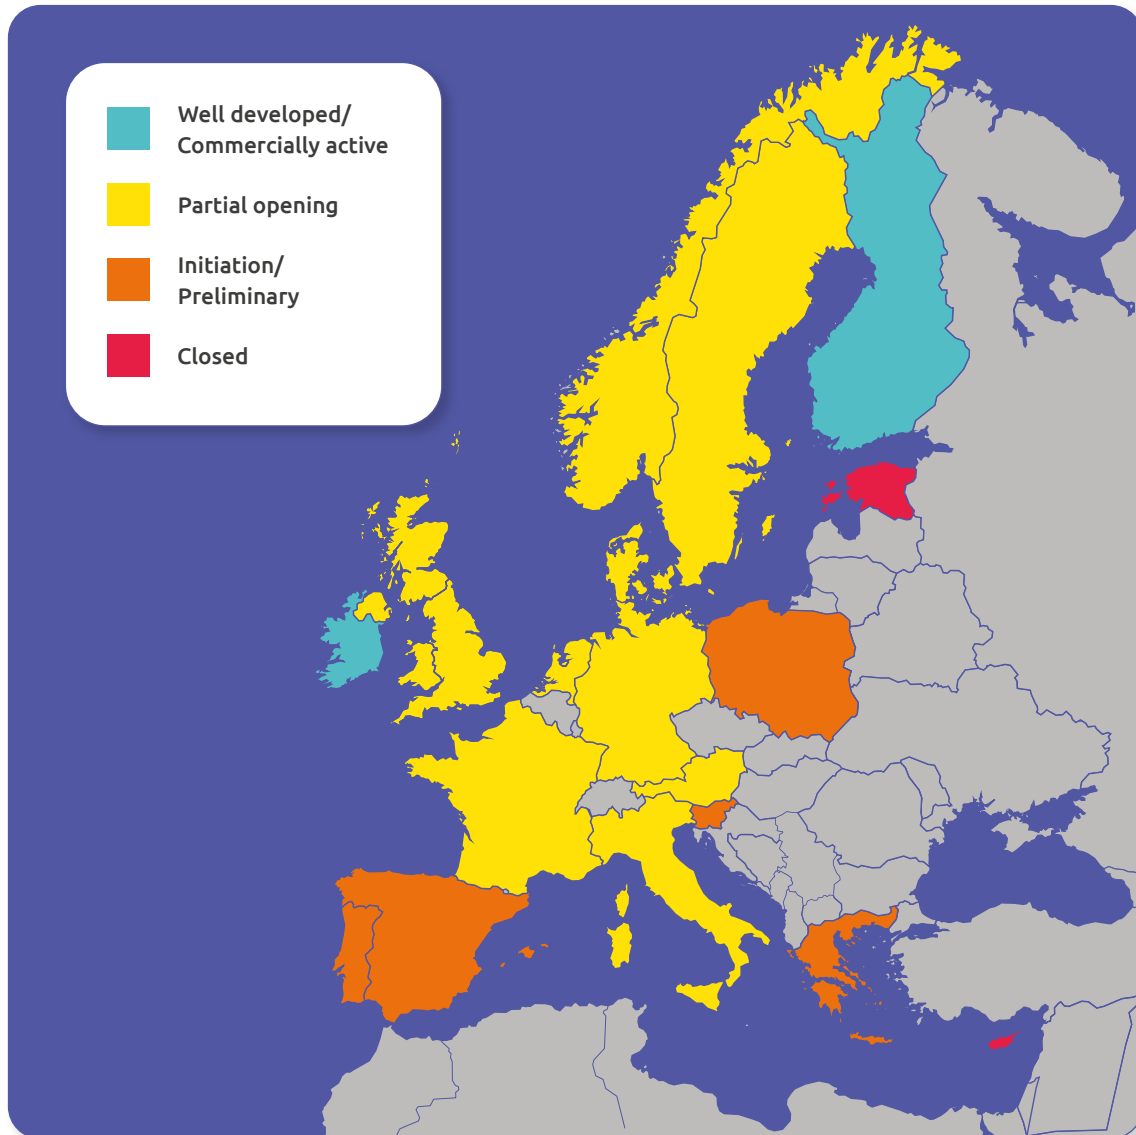 Well developed/
Commercially active
Partial opening
Initiation/
Preliminary
Closed